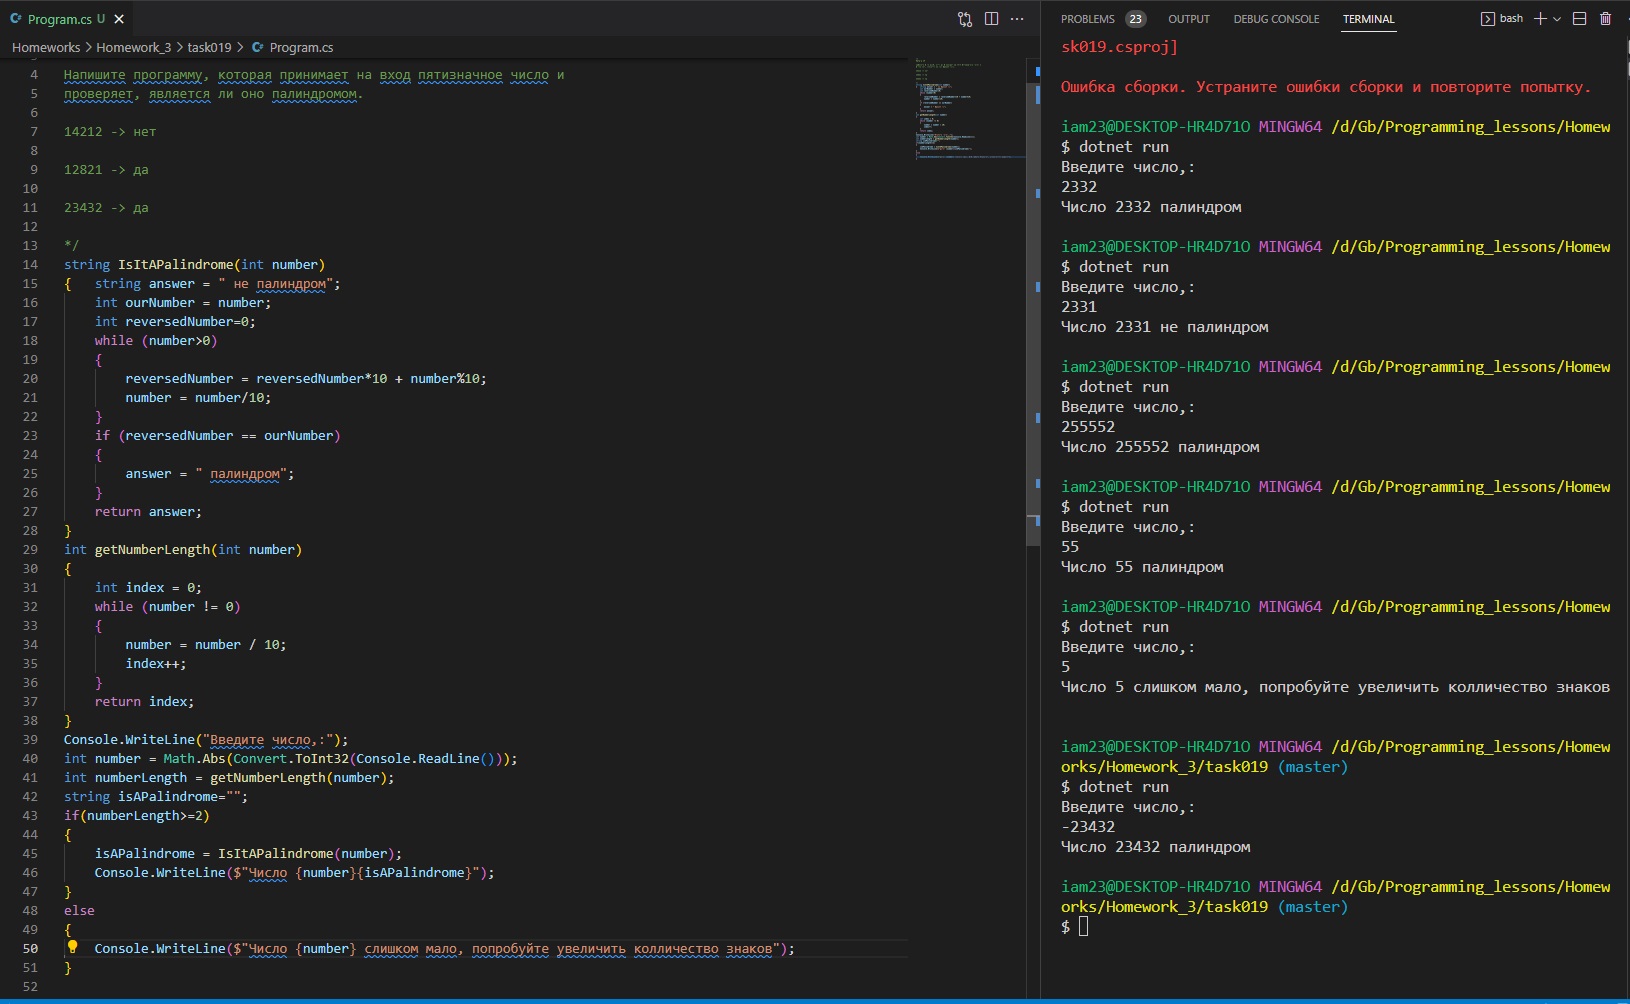 Program.cs U
Homeworks > Homework_3 > task019 > Program.cs
4 Напишите программу, которая принимает на вход пятизначное число и
5 проверяет, является ли оно палиндромом.
6
7 14212 -> нет
8
9 12821 -> да
10
11 23432 -> да
12
13 */
14 string IsItAPalindrome(int number)
15 { string answer = " не палиндром";
16 int ourNumber = number;
17 int reversedNumber=0;
18 while (number>0)
19 {
20 reversedNumber = reversedNumber*10 + number%10;
21 number = number/10;
22 }
23 if (reversedNumber == ourNumber)
24 {
25 answer = " палиндром";
26 }
27 return answer;
28 }
29 int getNumberLength(int number)
30 {
31 int index = 0;
32 while (number != 0)
33 {
34 number = number / 10;
35 index++;
36 }
37 return index;
38 }
39 Console.WriteLine("Введите число,:");
40 int number = Math.Abs(Convert.ToInt32(Console.ReadLine()));
41 int numberLength = getNumberLength(number);
42 string isAPalindrome="";
43 if(numberLength>=2)
44 {
45 isAPalindrome = IsItAPalindrome(number);
46 Console.WriteLine($"Число {number}{isAPalindrome}");
47 }
48 else
49 {
50 Console.WriteLine($"Число {number} слишком мало, попробуйте увеличить колличество знаков");
51 }
52
PROBLEMS 23 OUTPUT DEBUG CONSOLE TERMINAL bash
sk019.csproj]
Ошибка сборки. Устраните ошибки сборки и повторите попытку.
iam23@DESKTOP-HR4D71O MINGW64 /d/Gb/Programming_lessons/Homew
$ dotnet run
Введите число,:
2332
Число 2332 палиндром
iam23@DESKTOP-HR4D71O MINGW64 /d/Gb/Programming_lessons/Homew
$ dotnet run
Введите число,:
2331
Число 2331 не палиндром
iam23@DESKTOP-HR4D71O MINGW64 /d/Gb/Programming_lessons/Homew
$ dotnet run
Введите число,:
255552
Число 255552 палиндром
iam23@DESKTOP-HR4D71O MINGW64 /d/Gb/Programming_lessons/Homew
$ dotnet run
Введите число,:
55
Число 55 палиндром
iam23@DESKTOP-HR4D71O MINGW64 /d/Gb/Programming_lessons/Homew
$ dotnet run
Введите число,:
5
Число 5 слишком мало, попробуйте увеличить колличество знаков
iam23@DESKTOP-HR4D71O MINGW64 /d/Gb/Programming_lessons/Homew
orks/Homework_3/task019 (master)
$ dotnet run
Введите число,:
-23432
Число 23432 палиндром
iam23@DESKTOP-HR4D71O MINGW64 /d/Gb/Programming_lessons/Homew
orks/Homework_3/task019 (master)
$